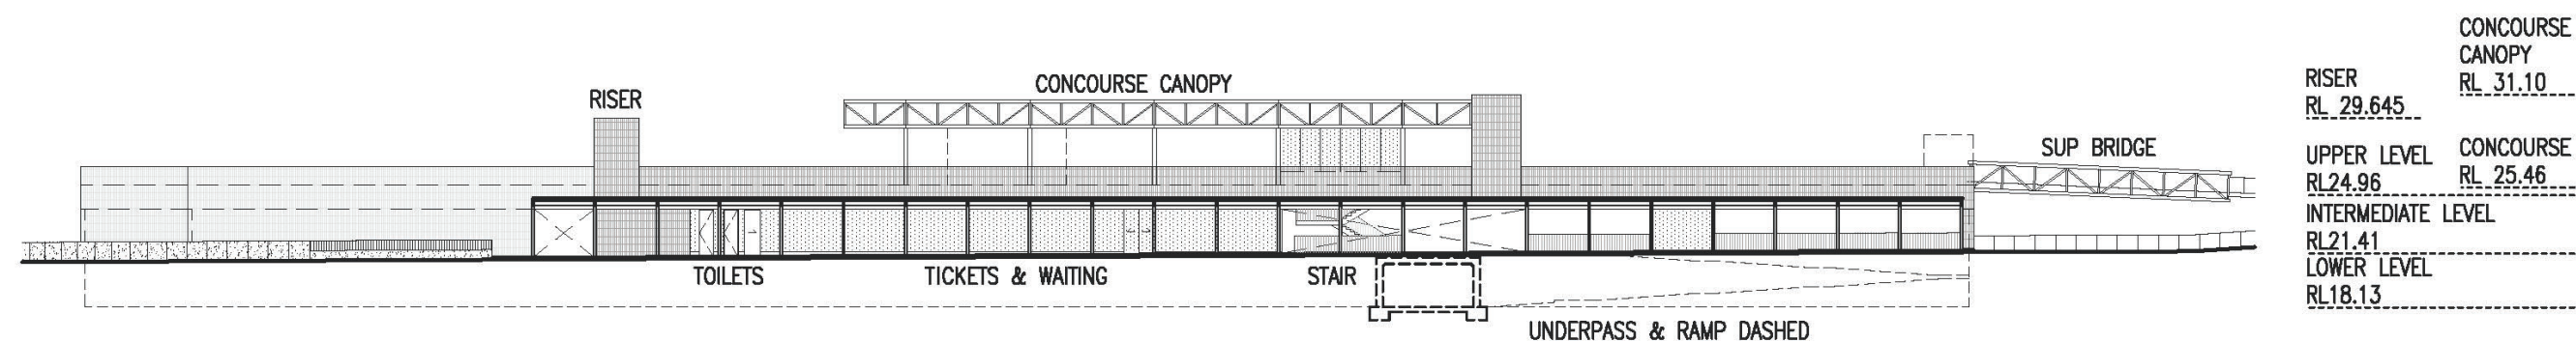 RISER
CONCOURSE CANOPY
SUP BRIDGE
TOILETS
TICKETS & WAITING
STAIR
UNDERPASS & RAMP DASHED
RISER
RL 29.645
CONCOURSE
CANOPY
RL 31.10
UPPER LEVEL
RL24.96
CONCOURSE
RL 25.46
INTERMEDIATE LEVEL
RL21.41
LOWER LEVEL
RL18.13